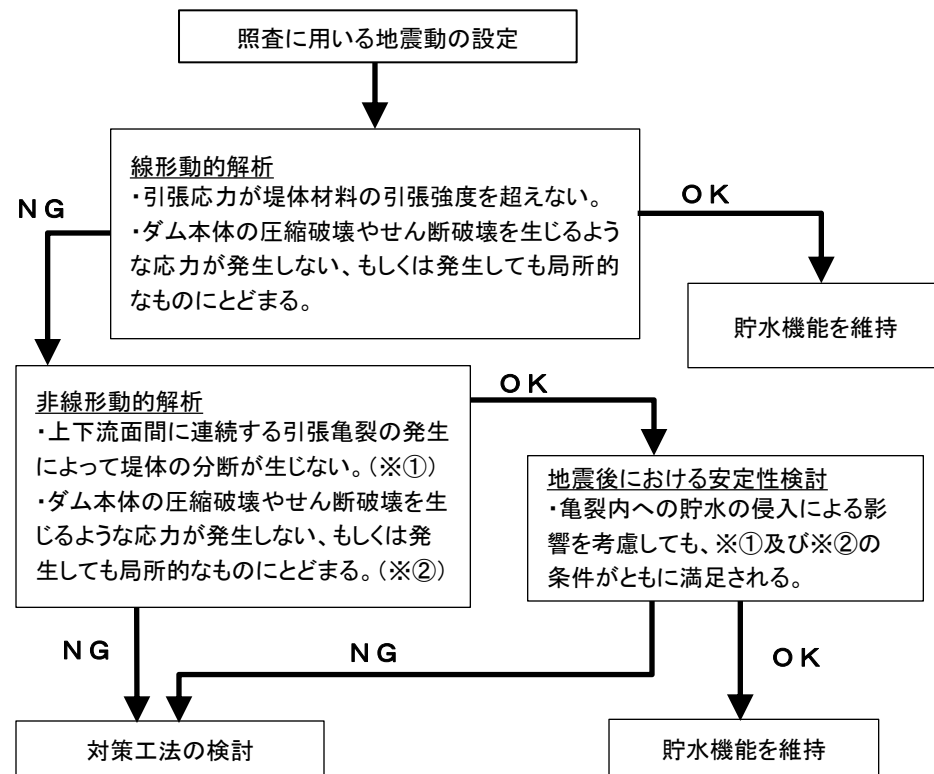 照査に用いる地震動の設定
線形動的解析
・引張応力が堤体材料の引張強度を超えない。
・ダム本体の圧縮破壊やせん断破壊を生じるよう
な応力が発生しない、もしくは発生しても局所的
なものにとどまる。
ＮＧ
ＯＫ
貯水機能を維持
非線形動的解析
・上下流面間に連続する引張亀裂の発生
によって堤体の分断が生じない。（※①）
・ダム本体の圧縮破壊やせん断破壊を生
じるような応力が発生しない、もしくは発
生しても局所的なものにとどまる。（※②）
ＯＫ
地震後における安定性検討
・亀裂内への貯水の侵入による影
響を考慮しても、※①及び※②の
条件がともに満足される。
ＮＧ
ＮＧ
ＯＫ
対策工法の検討
貯水機能を維持